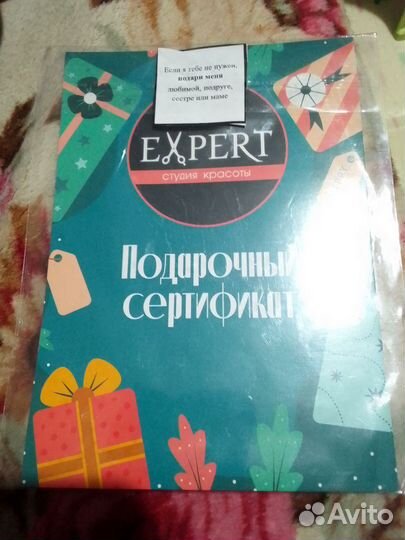 Если я тебе не нужен,
подари меня
любимой, подруге,
сестре или маме
EXPERT
студия красоты
Подарочный
сертификат
Avito